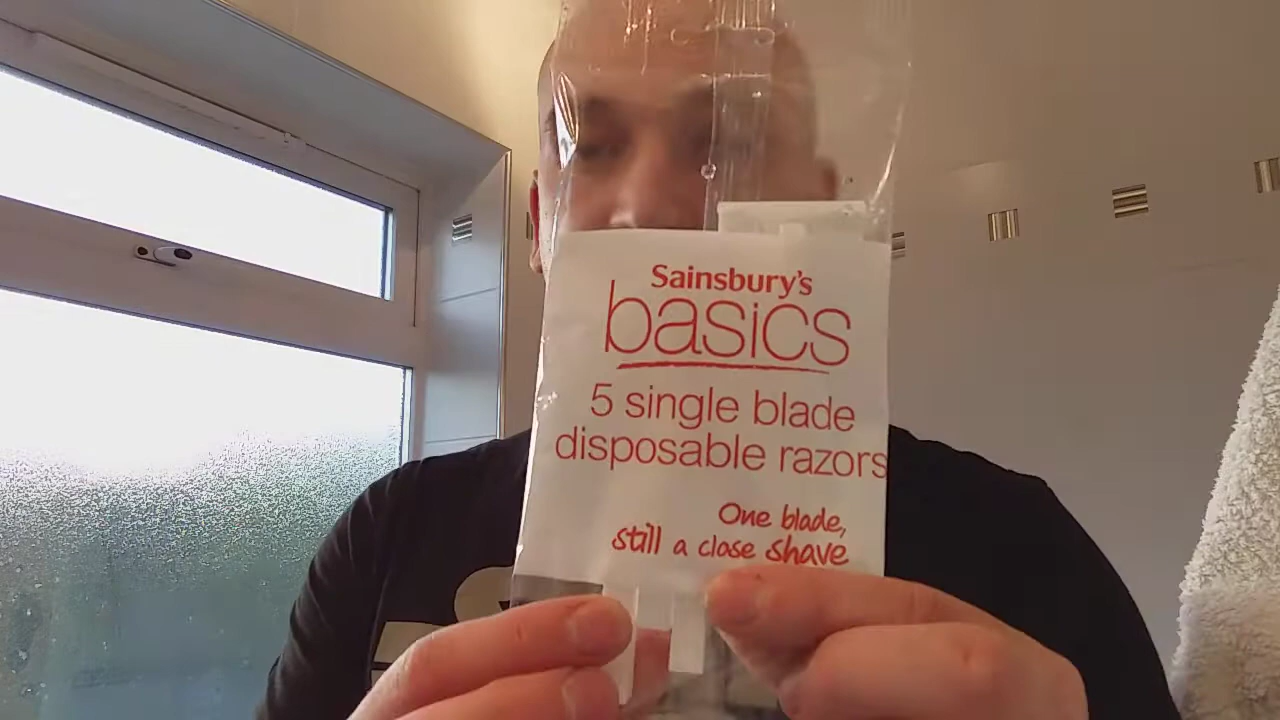 Sainsbury's
basics
5 single blade
disposable razors
One blade,
still a close shave